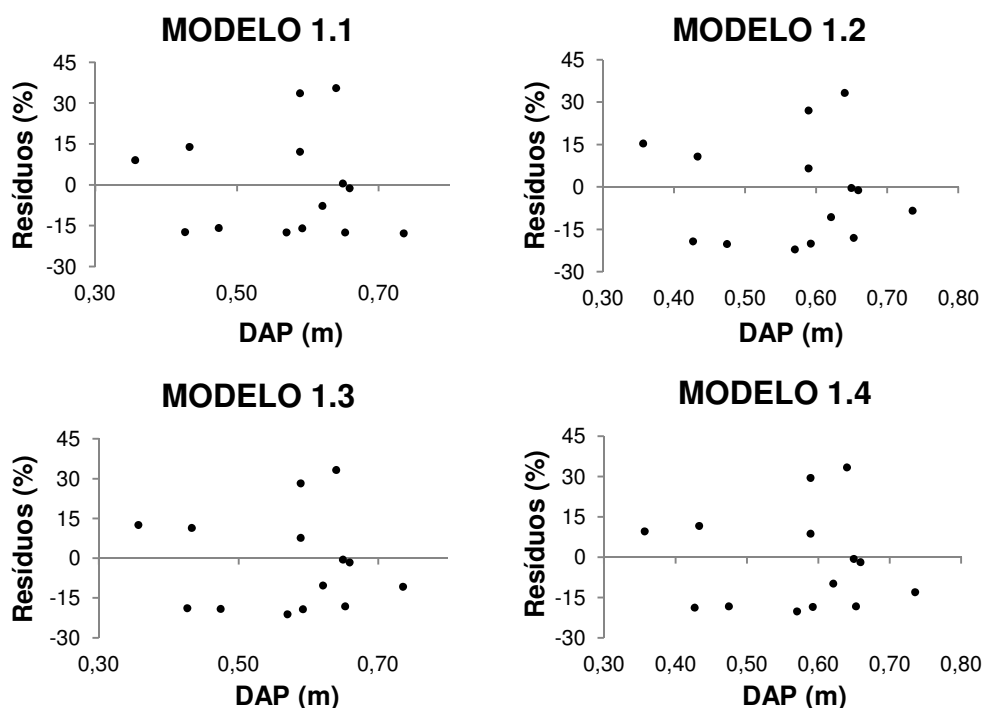 MODELO 1.1
Resíduos (%)
45
30
15
0
-15
-30
0,30 0,50 0,70
DAP (m)
MODELO 1.2
Resíduos (%)
45
30
15
0
-15
-30
0,30 0,40 0,50 0,60 0,70 0,80
DAP (m)
MODELO 1.3
Resíduos (%)
45
30
15
0
-15
-30
0,30 0,50 0,70
DAP (m)
MODELO 1.4
Resíduos (%)
45
30
15
0
-15
-30
0,30 0,40 0,50 0,60 0,70 0,80
DAP (m)